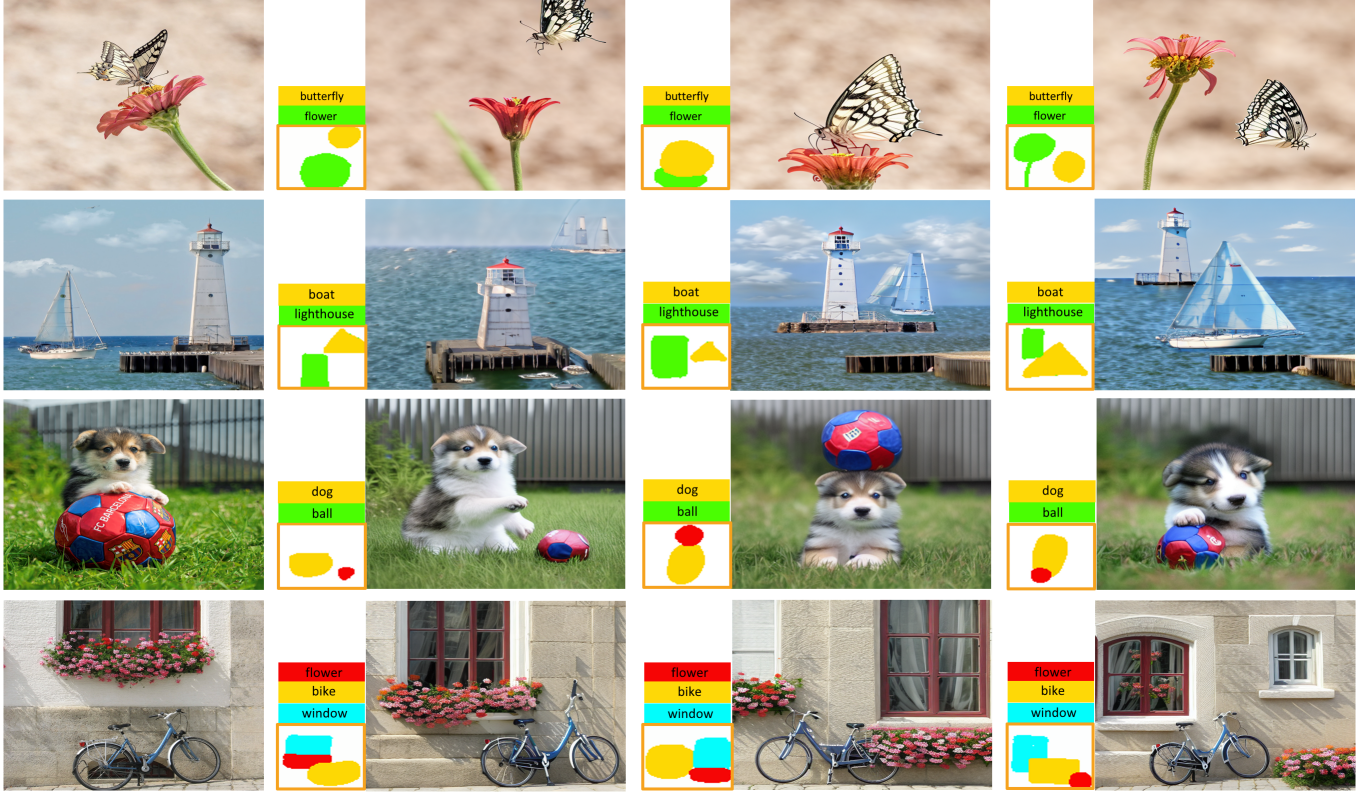 butterfly
flower
butterfly
flower
butterfly
flower
boat
lighthouse
boat
lighthouse
boat
lighthouse
FC BARCELONA
dog
ball
dog
ball
dog
ball
flower
bike
window
flower
bike
window
flower
bike
window